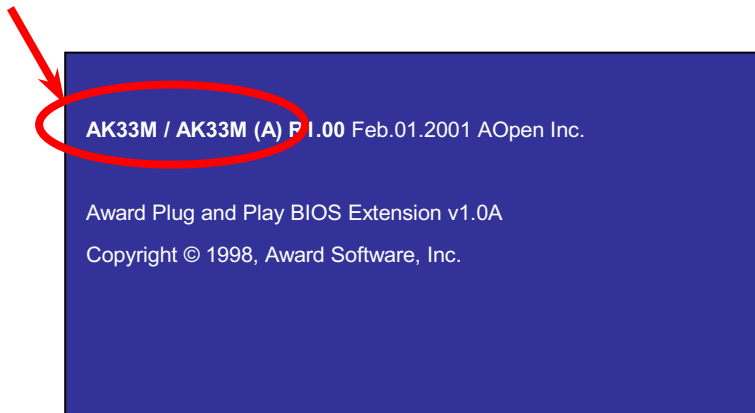 AK33M / AK33M (A) R1.00 Feb.01.2001 AOpen Inc.
Award Plug and Play BIOS Extension v1.0A
Copyright © 1998, Award Software, Inc.